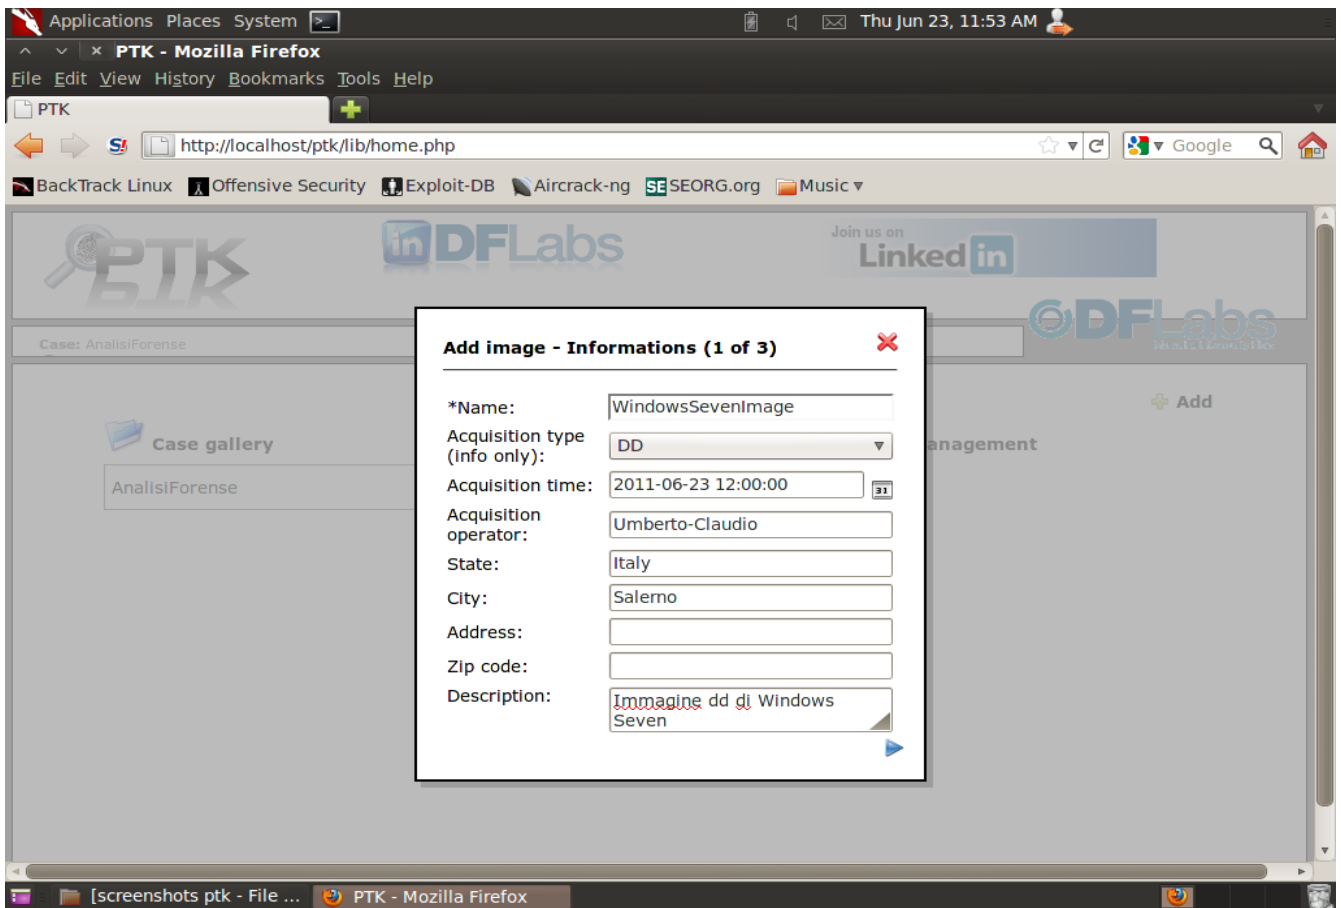 Applications Places System
Thu Jun 23, 11:53 AM
PTK - Mozilla Firefox
File Edit View History Bookmarks Tools Help
PTK
http://localhost/ptk/lib/home.php
Google
BackTrack Linux Offensive Security Exploit-DB Aircrack-ng SE SEORG.org Music
PTK
in DFLabs
Join us on
Linked in
DFLabs
Case: AnalisiForense
Add image - Informations (1 of 3)
*Name: WindowsSevenImage
Acquisition type
(info only): DD
Acquisition time: 2011-06-23 12:00:00
31
Acquisition
operator: Umberto-Claudio
State: Italy
City: Salerno
Address:
Zip code:
Description: Immagine dd di Windows
Seven
Add
Case gallery
anagement
AnalisiForense
[screenshots ptk - File ...
PTK - Mozilla Firefox